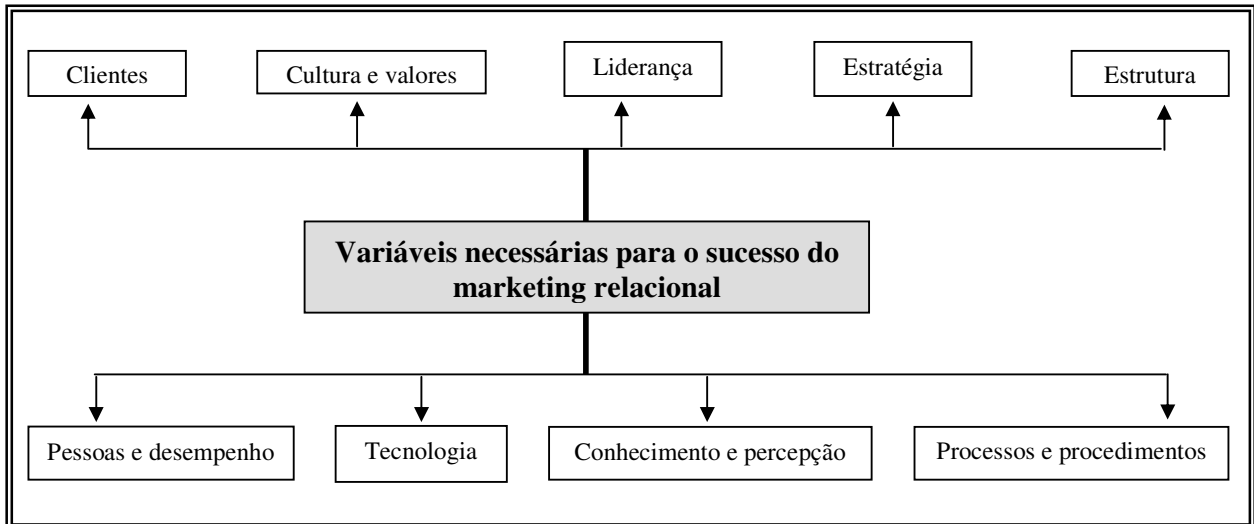 Clientes
Cultura e valores
Liderança
Estratégia
Estrutura
Variáveis necessárias para o sucesso do
marketing relacional
Pessoas e desempenho
Tecnologia
Conhecimento e percepção
Processos e procedimentos